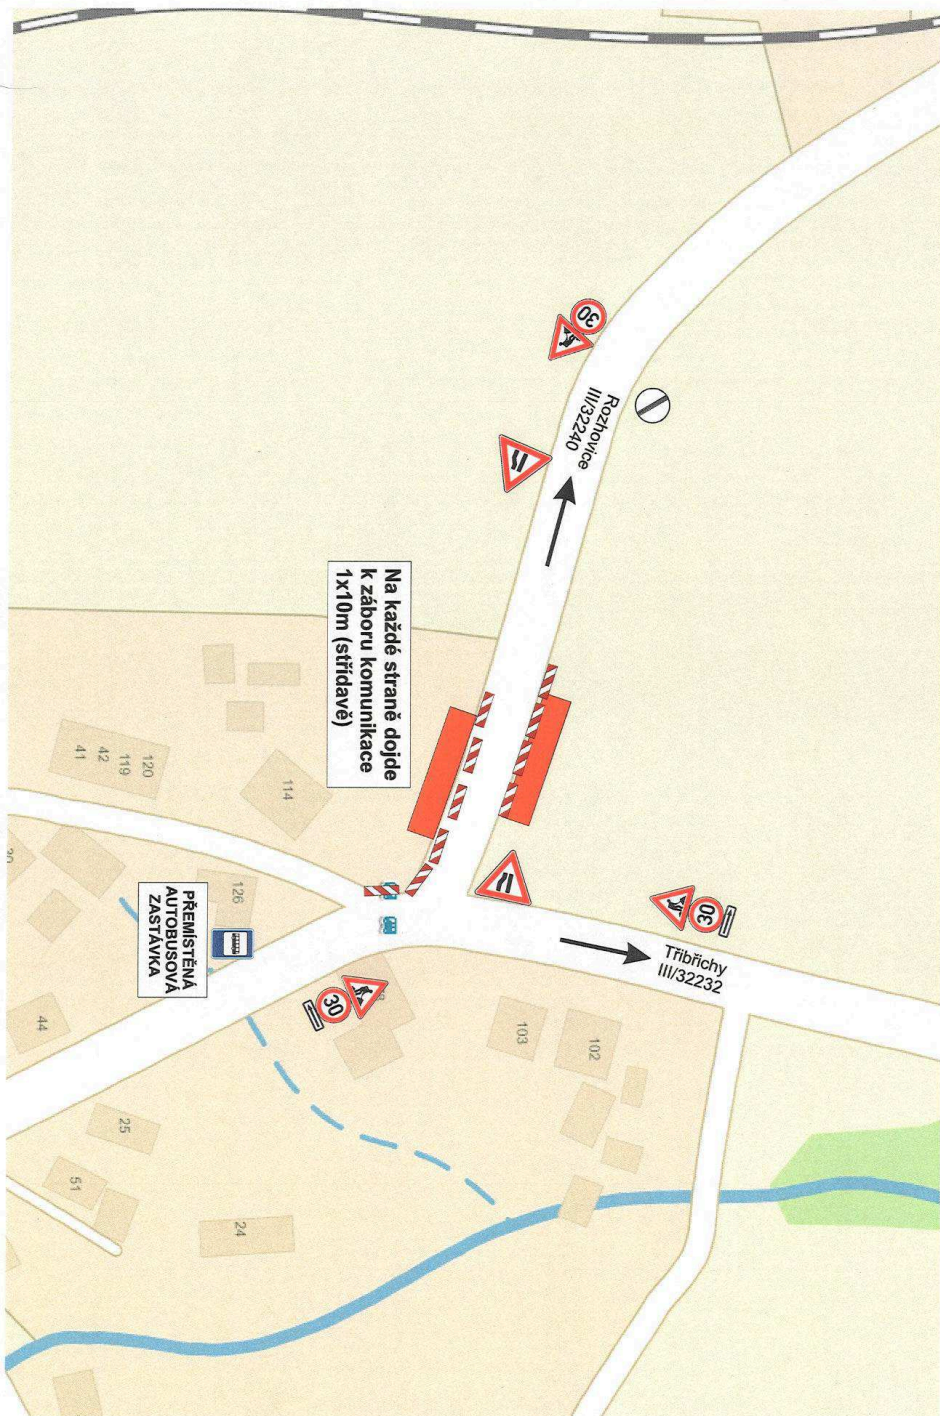 30
Rozhovice
III/32240
Na každé straně dojde
k záboru komunikace
1x10m (střídavě)
120
119
42
41
114
126
PŘEMÍSTĚNÁ
AUTOBUSOVÁ
ZASTÁVKA
30
Třibřichy
III/32232
30
103
102
44
25
51
24